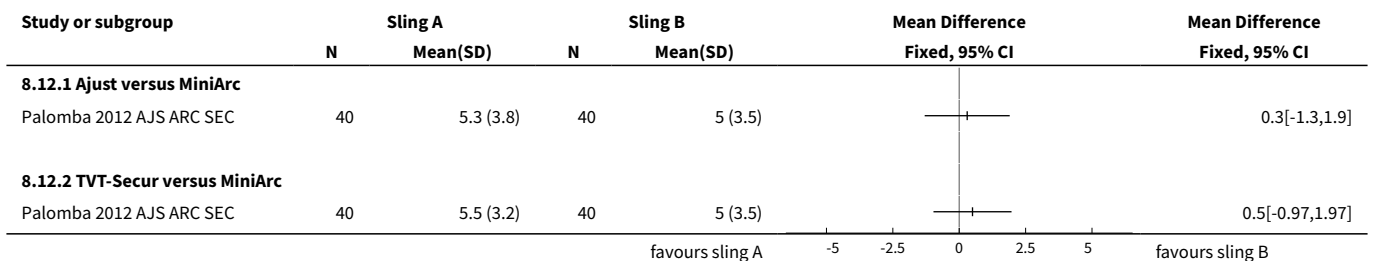 Study or subgroup Sling A Sling B Mean Difference Mean Difference
N Mean(SD) N Mean(SD) Fixed, 95% CI Fixed, 95% CI
8.12.1 Ajust versus MiniArc
Palomba 2012 AJS ARC SEC 40 5.3 (3.8) 40 5 (3.5) 0.3[-1.3,1.9]
8.12.2 TVT-Secur versus MiniArc
Palomba 2012 AJS ARC SEC 40 5.5 (3.2) 40 5 (3.5) 0.5[-0.97,1.97]
favours sling A -5 -2.5 0 2.5 5 favours sling B